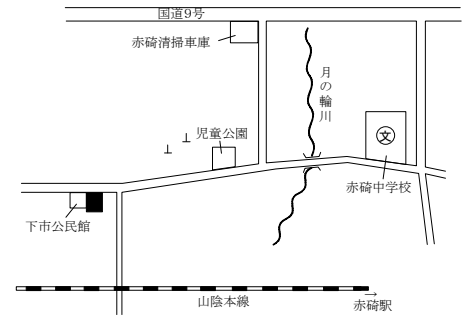 国道9号
赤碕清掃車庫
月の輪川
児童公園
文
赤碕中学校
下市公民館
山陰本線
→
赤碕駅